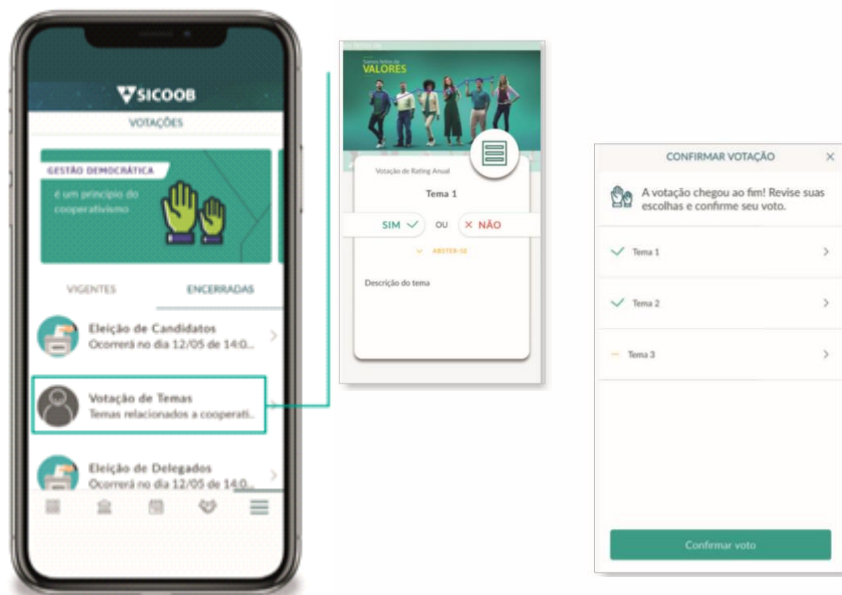 SICOOB
VOTAÇÕES
GESTÃO DEMOCRÁTICA
é um princípio do
cooperativismo
VIGENTES
ENCERRADAS
Eleição de Candidatos
Ocorrerá no dia 12/05 de 14:0...
Votação de Temas
Temas relacionados a cooperati..
Eleição de Delegados
Ocorrerá no dia 12/05 de 14:0...
Somos feitos de
VALORES
Votação de Rating Anual
Tema 1
SIM OU NÃO
ABSTER-SE
Descrição do tema
CONFIRMAR VOTAÇÃO
A votação chegou ao fim! Revise suas
escolhas e confirme seu voto.
Tema 1
Tema 2
Tema 3
Confirmar voto